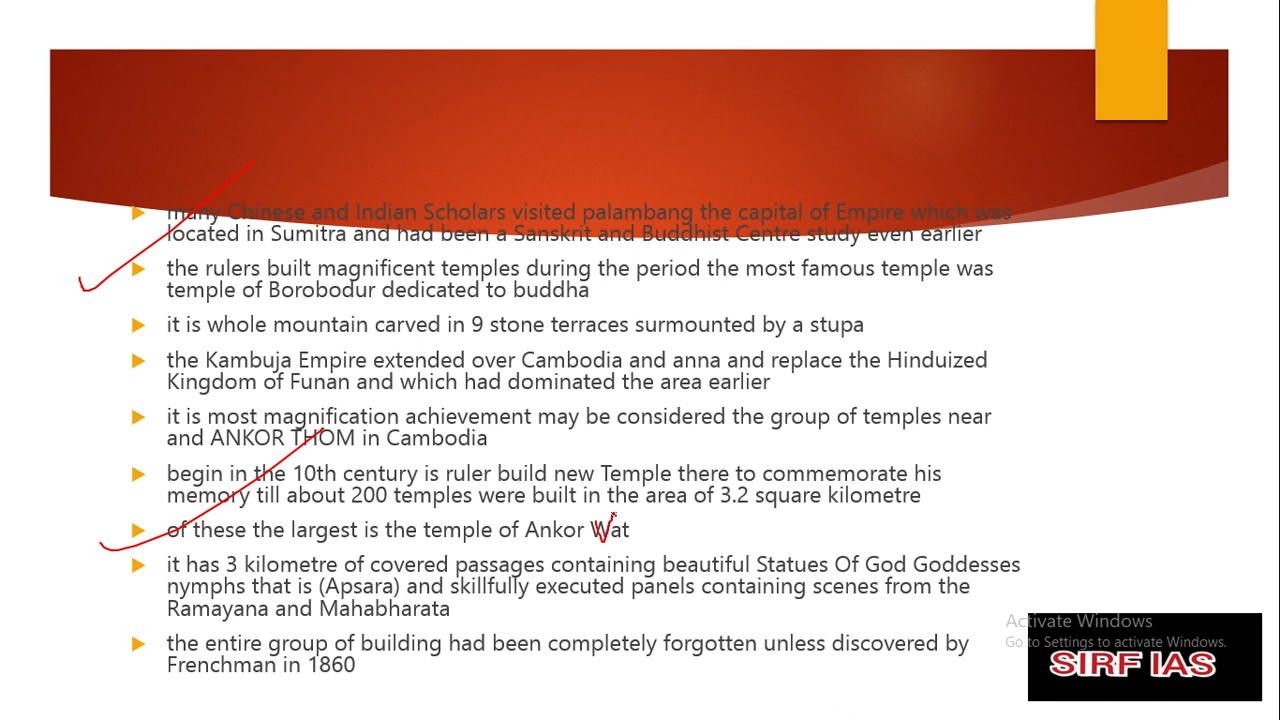 many Chinese and Indian Scholars visited palambang the capital of Empire which was
located in Sumitra and had been a Sanskrit and Buddhist Centre study even earlier
the rulers built magnificent temples during the period the most famous temple was
temple of Borobodur dedicated to buddha
it is whole mountain carved in 9 stone terraces surmounted by a stupa
the Kambuja Empire extended over Cambodia and anna and replace the Hinduized
Kingdom of Funan and which had dominated the area earlier
it is most magnification achievement may be considered the group of temples near
and ANKOR THOM in Cambodia
begin in the 10th century is ruler build new Temple there to commemorate his
memory till about 200 temples were built in the area of 3.2 square kilometre
of these the largest is the temple of Ankor Wat
it has 3 kilometre of covered passages containing beautiful Statues Of God Goddesses
nymphs that is (Apsara) and skillfully executed panels containing scenes from the
Ramayana and Mahabharata
the entire group of building had been completely forgotten unless discovered by
Frenchman in 1860
Activate Windows
Go to Settings to activate Windows.
SIRF IAS